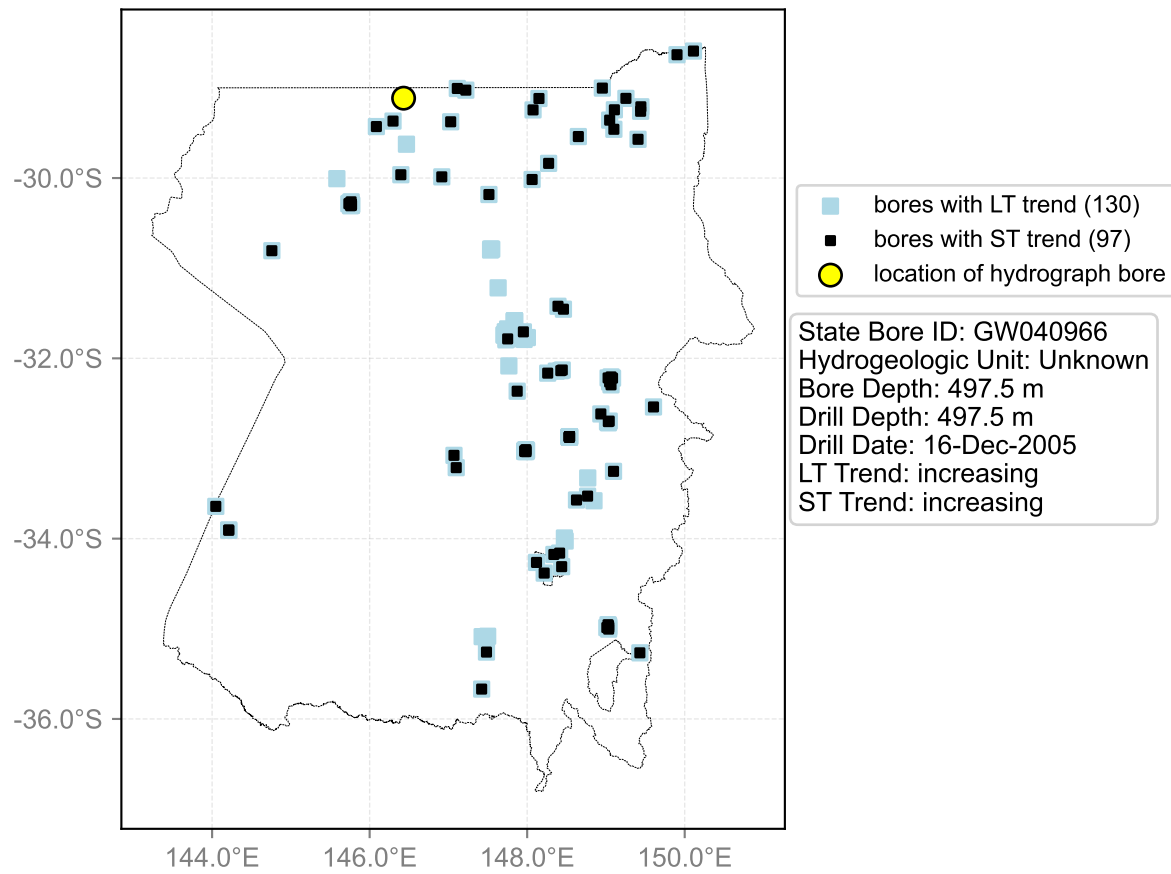 -30.0°S
-32.0°S
-34.0°S
-36.0°S
144.0°E
146.0°E
148.0°E
150.0°E
bores with LT trend (130)
bores with ST trend (97)
location of hydrograph bore
State Bore ID: GW040966
Hydrogeologic Unit: Unknown
Bore Depth: 497.5 m
Drill Depth: 497.5 m
Drill Date: 16-Dec-2005
LT Trend: increasing
ST Trend: increasing